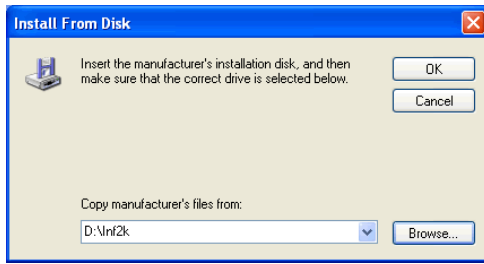 Install From Disk
Insert the manufacturer's installation disk, and then
make sure that the correct drive is selected below.
OK
Cancel
Copy manufacturer's files from:
D:\Inf2k
Browse...